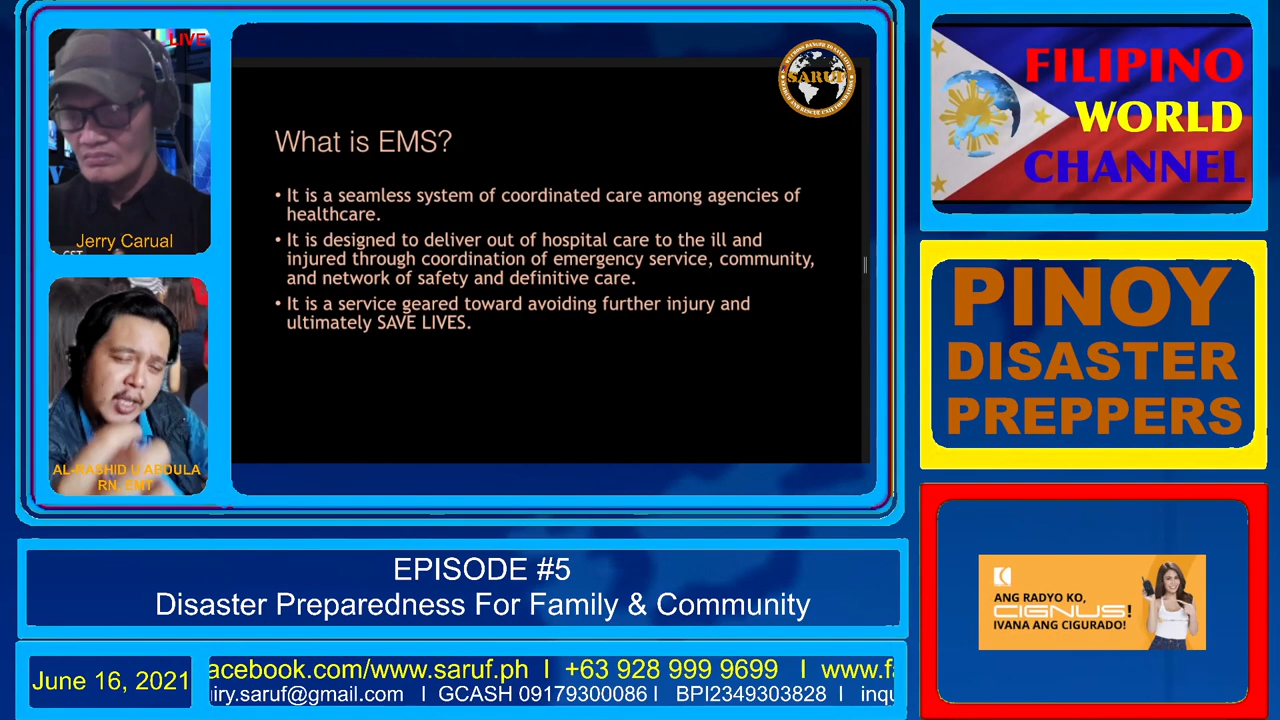 LIVE
Jerry Carual
AL-RASHID U ABDULA
RN, EMT
SARUF
What is EMS?
• It is a seamless system of coordinated care among agencies of
healthcare.
• It is designed to deliver out of hospital care to the ill and
injured through coordination of emergency service, community,
and network of safety and definitive care.
• It is a service geared toward avoiding further injury and
ultimately SAVE LIVES.
FILIPINO
WORLD
CHANNEL
PINOY
DISASTER
PREPPERS
ANG RADYO KO,
CIGNUS!
IVANA ANG CIGURADO!
EPISODE #5
Disaster Preparedness For Family & Community
June 16, 2021
acebook.com/www.saruf.ph I +63 928 999 9699 I www.fa
iry.saruf@gmail.com I GCASH 09179300086 I BPI2349303828 I inqu